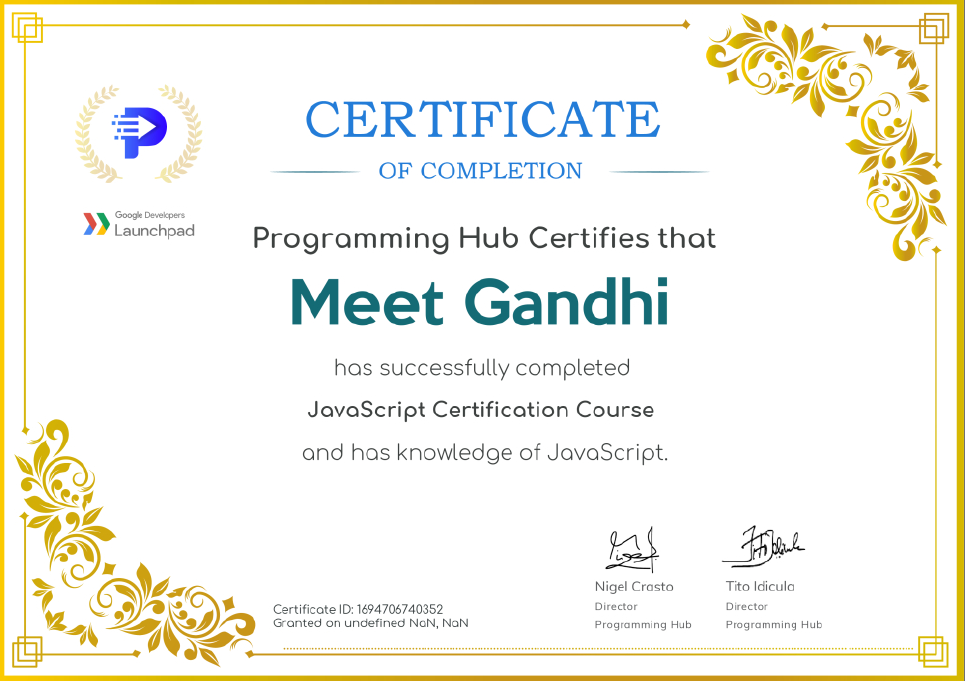 CERTIFICATE
OF COMPLETION
Google Developers
Launchpad
Programming Hub Certifies that
Meet Gandhi
has successfully completed
JavaScript Certification Course
and has knowledge of JavaScript.
Nigel Crasto
Director
Programming Hub
Tito Idicula
Director
Programming Hub
Certificate ID: 1694706740352
Granted on undefined NaN, NaN